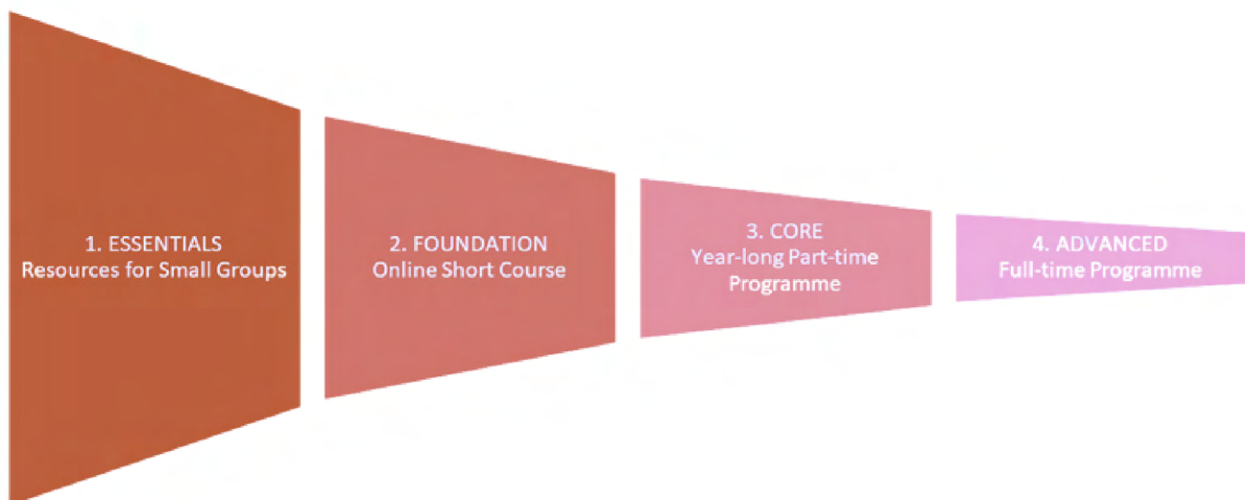 1. ESSENTIALS
Resources for Small Groups
2. FOUNDATION
Online Short Course
3. CORE
Year-long Part-time
Programme
4. ADVANCED
Full-time Programme